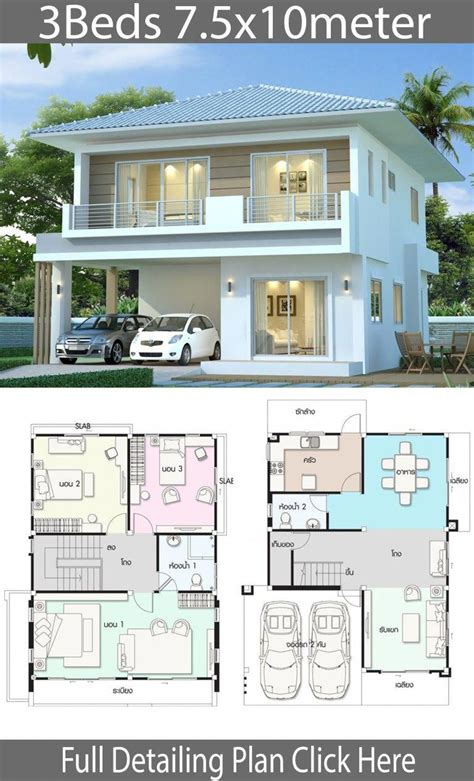 3Beds 7.5x10meter
SLAB
นอน 2
นอน 3
SLAB
ลง
โถง
ห้องน้ำ 1
นอน 1
SLAB
ระเบียง
ซักล้าง
ครัว
อาหาร
เฉลียง
ห้องน้ำ 2
เก็บของ
โถง
ขึ้น
จอดรถ 2 คัน
รับแขก
เฉลียง
Full Detailing Plan Click Here